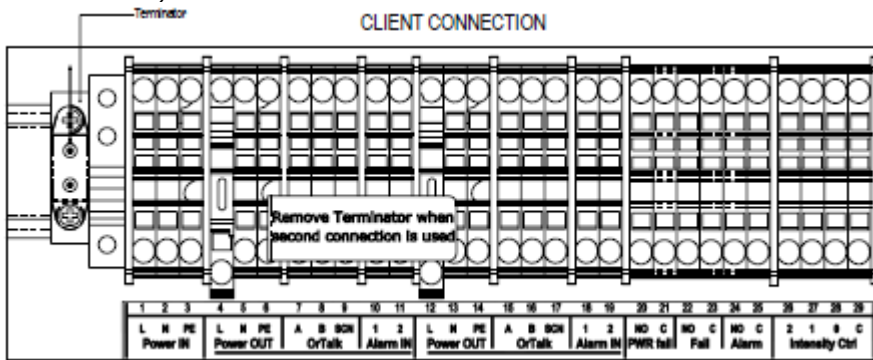 Terminator
CLIENT CONNECTION
Remove Terminator when
second connection is used
1 2 3 4 5 6 7 8 9 10 11 12 13 14 15 16 17 18 19 20 21 22 23 24 25 26 27 28 29
L N PE L N PE A B SCN 1 2 L N PE A B SCN 1 2 NO C NO C NO C 2 1 0 C
Power IN Power OUT OrTalk Alarm IN Power OUT OrTalk Alarm IN PWR fail Fail Alarm Intensity Ctrl